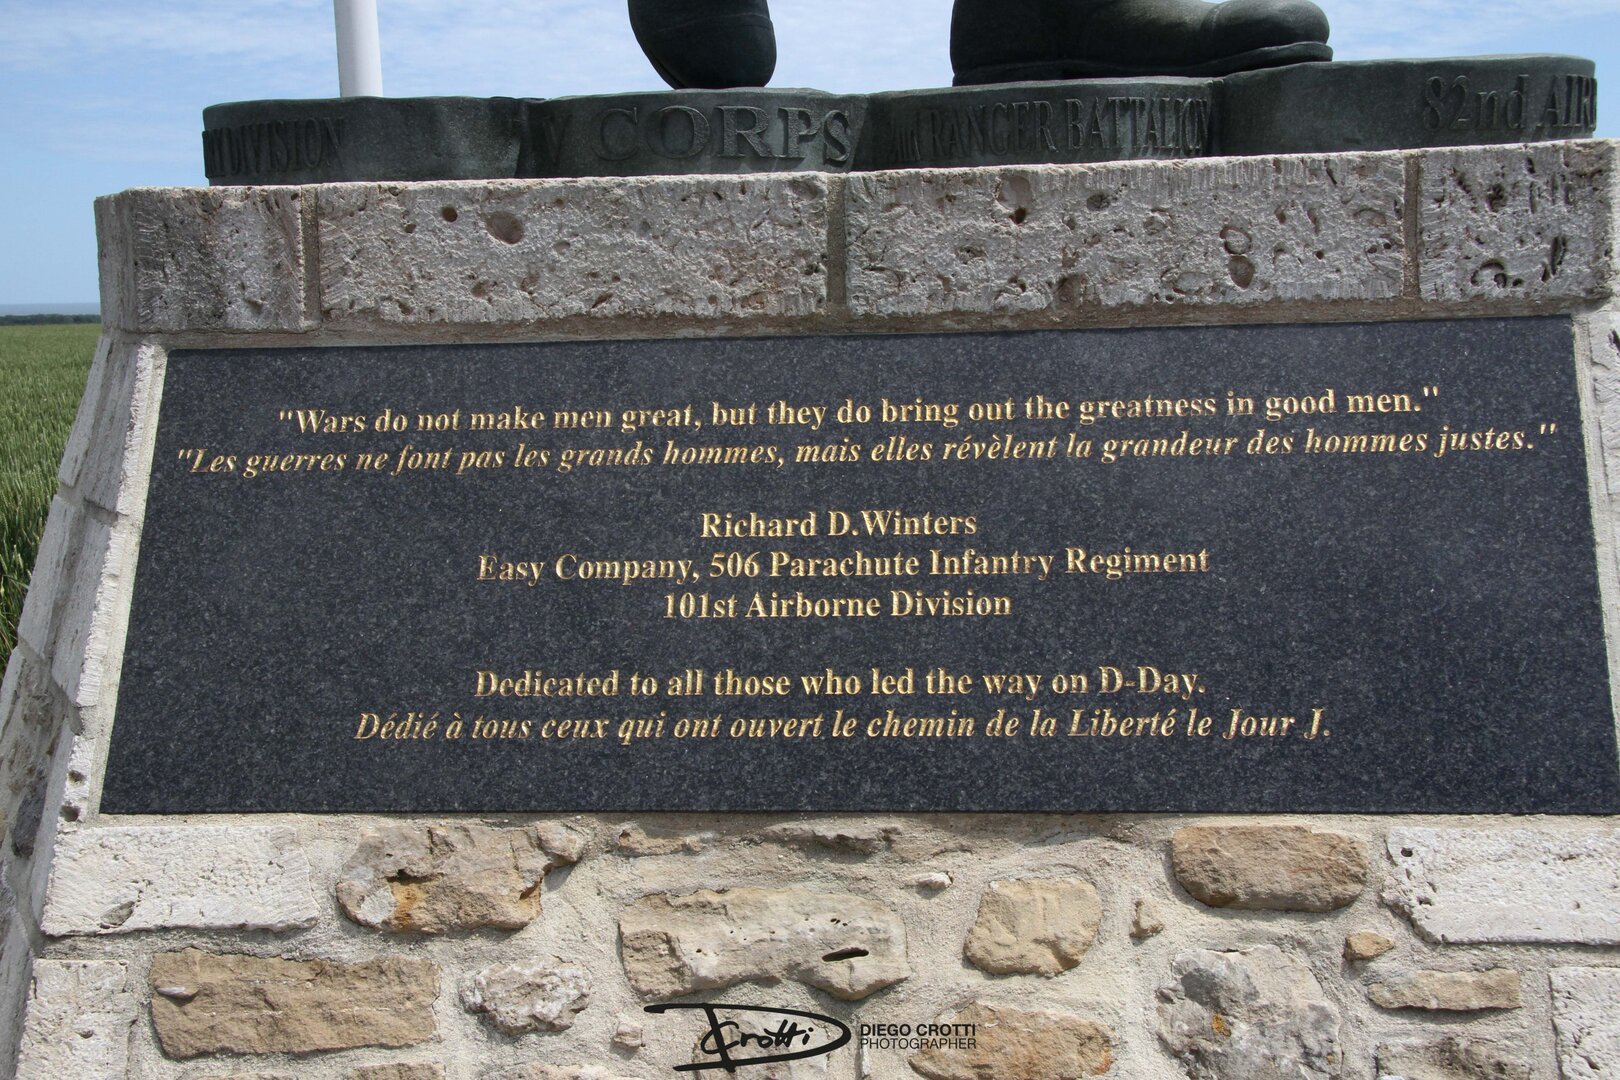 DIVISION
V CORPS
RANGER BATTALION
82nd AIR
"Wars do not make men great, but they do bring out the greatness in good men."
"Les guerres ne font pas les grands hommes, mais elles révèlent la grandeur des hommes justes."
Richard D.Winters
Easy Company, 506 Parachute Infantry Regiment
101st Airborne Division
Dedicated to all those who led the way on D-Day.
Dédié à tous ceux qui ont ouvert le chemin de la Liberté le Jour J.
Crotti
DIEGO CROTTI
PHOTOGRAPHER